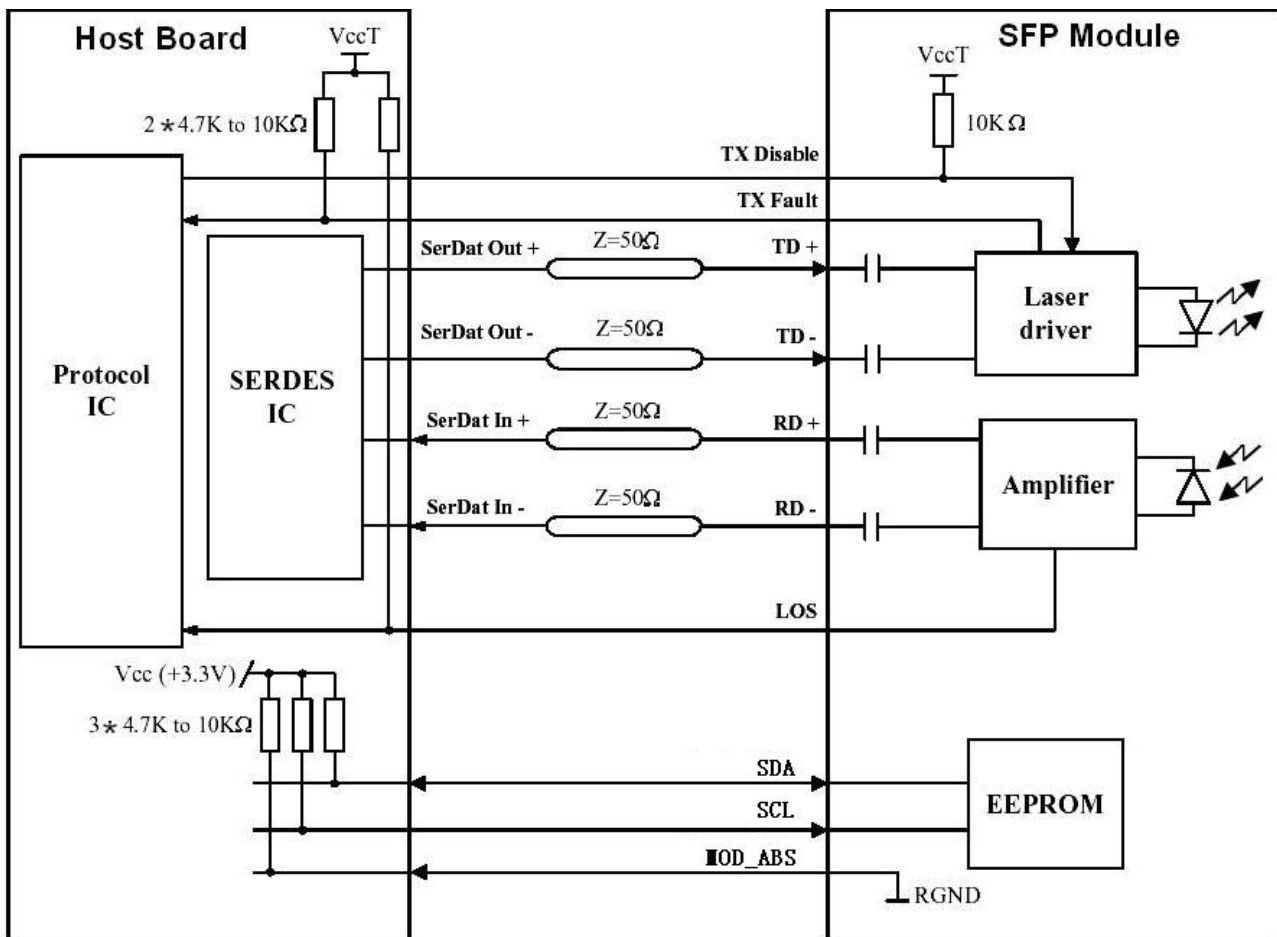 Host Board
SFP Module
VccT
VccT
2*4.7K to 10KΩ
10KΩ
TX Disable
TX Fault
SerDat Out +
Z=50Ω
TD +
SerDat Out -
Z=50Ω
TD -
Laser
driver
Protocol
IC
SERDES
IC
SerDat In +
Z=50Ω
RD +
SerDat In -
Z=50Ω
RD -
Amplifier
LOS
Vcc (+3.3V)
3* 4.7K to 10KΩ
SDA
SCL
MOD_ABS
EEPROM
RGND